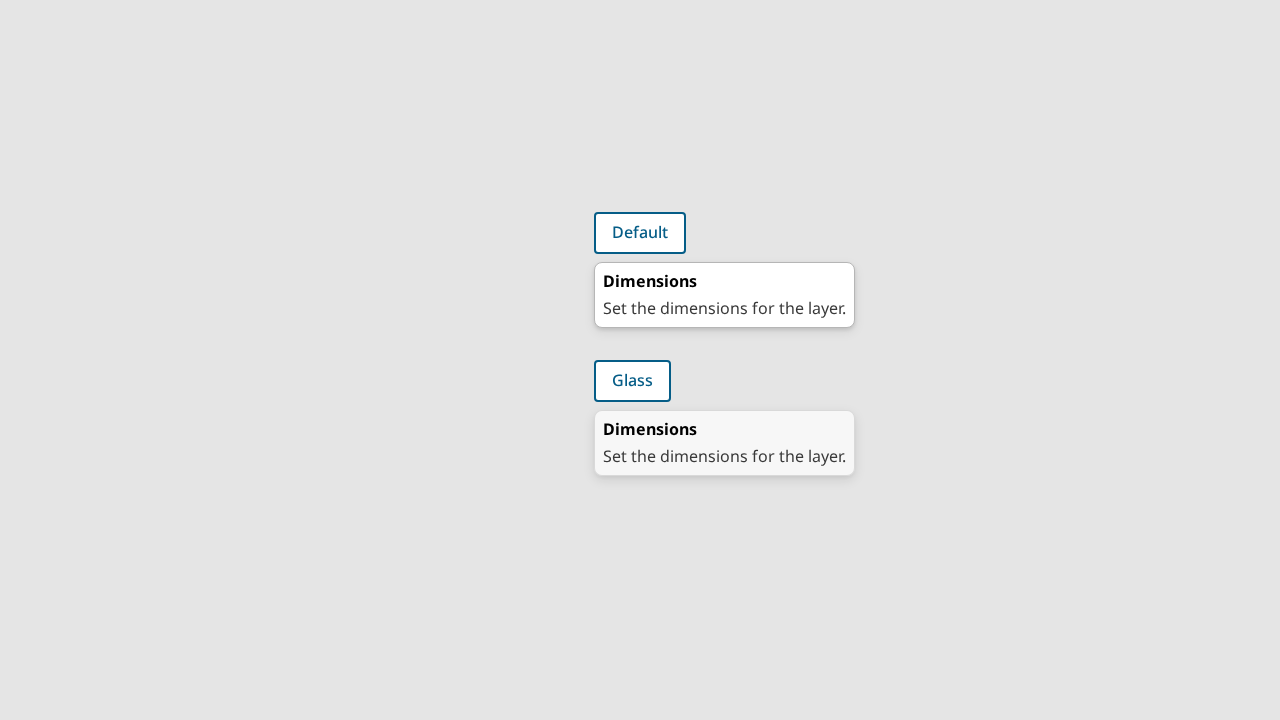 Default
Dimensions
Set the dimensions for the layer.
Glass
Dimensions
Set the dimensions for the layer.